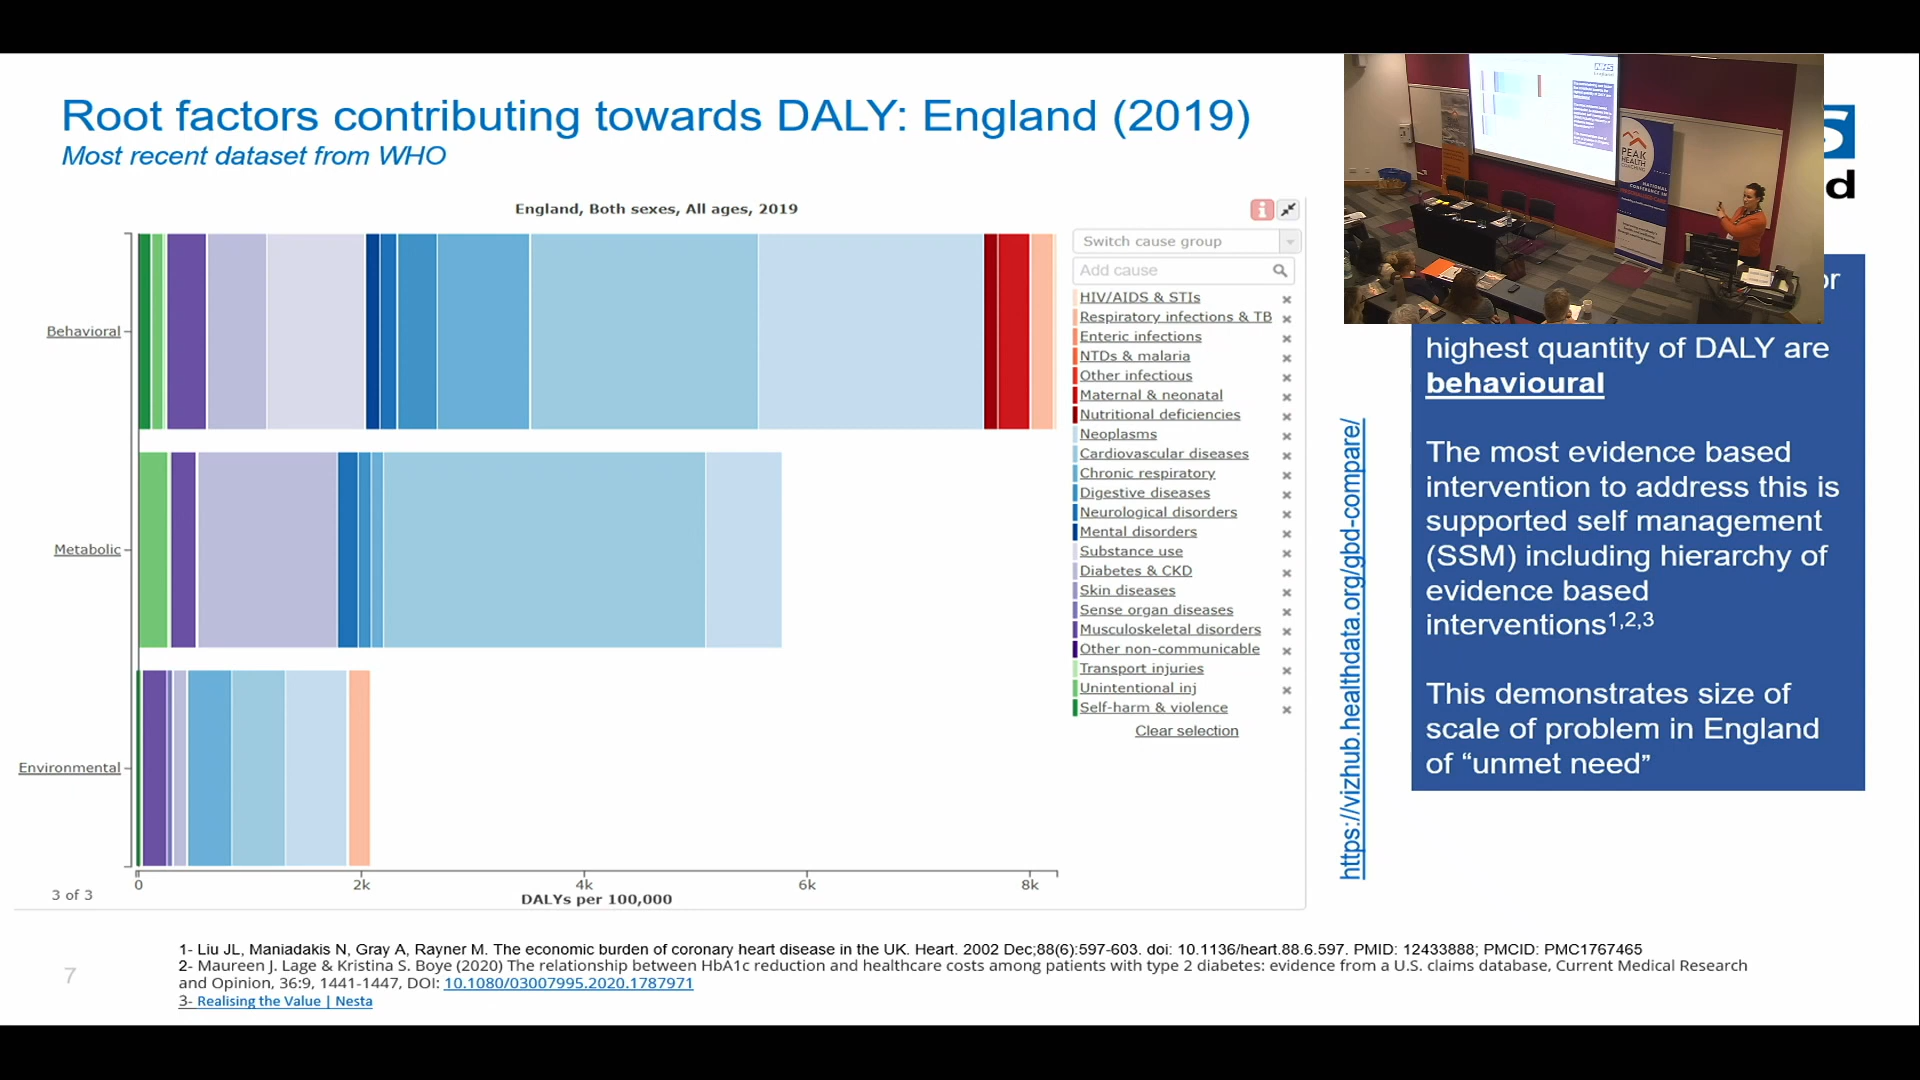 Root factors contributing towards DALY: England (2019)
Most recent dataset from WHO
England, Both sexes, All ages, 2019
Behavioral
Metabolic
Environmental
0
2k
4k
6k
8k
DALYs per 100,000
3 of 3
Switch cause group
Add cause
HIV/AIDS & STIs
Respiratory infections & TB
Enteric infections
NTDs & malaria
Other infectious
Maternal & neonatal
Nutritional deficiencies
Neoplasms
Cardiovascular diseases
Chronic respiratory
Digestive diseases
Neurological disorders
Mental disorders
Substance use
Diabetes & CKD
Skin diseases
Sense organ diseases
Musculoskeletal disorders
Other non-communicable
Transport injuries
Unintentional inj
Self-harm & violence
Clear selection
https://vizhub.healthdata.org/gbd-compare/
NHS
PEAK
HEALTH
COACHING
NATIONAL
CONFERENCE IN
S
d
or
highest quantity of DALY are
behavioural
The most evidence based
intervention to address this is
supported self management
(SSM) including hierarchy of
evidence based
interventions1,2,3
This demonstrates size of
scale of problem in England
of “unmet need”
7
1- Liu JL, Maniadakis N, Gray A, Rayner M. The economic burden of coronary heart disease in the UK. Heart. 2002 Dec;88(6):597-603. doi: 10.1136/heart.88.6.597. PMID: 12433888; PMCID: PMC1767465
2- Maureen J. Lage & Kristina S. Boye (2020) The relationship between HbA1c reduction and healthcare costs among patients with type 2 diabetes: evidence from a U.S. claims database, Current Medical Research
and Opinion, 36:9, 1441-1447, DOI: 10.1080/03007995.2020.1787971
3- Realising the Value | Nesta